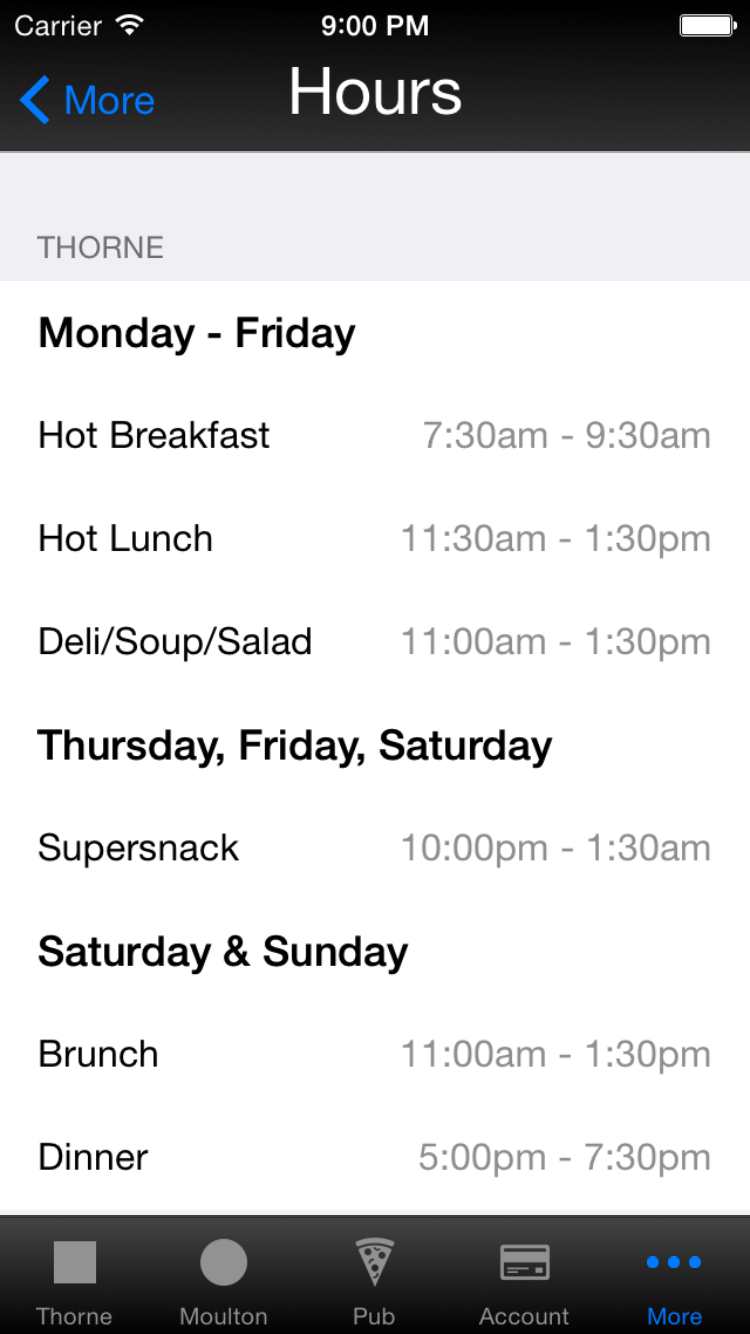 Carrier 9:00 PM
More Hours
THORNE
Monday - Friday
Hot Breakfast 7:30am - 9:30am
Hot Lunch 11:30am - 1:30pm
Deli/Soup/Salad 11:00am - 1:30pm
Thursday, Friday, Saturday
Supersnack 10:00pm - 1:30am
Saturday & Sunday
Brunch 11:00am - 1:30pm
Dinner 5:00pm - 7:30pm
Thorne Moulton Pub Account More